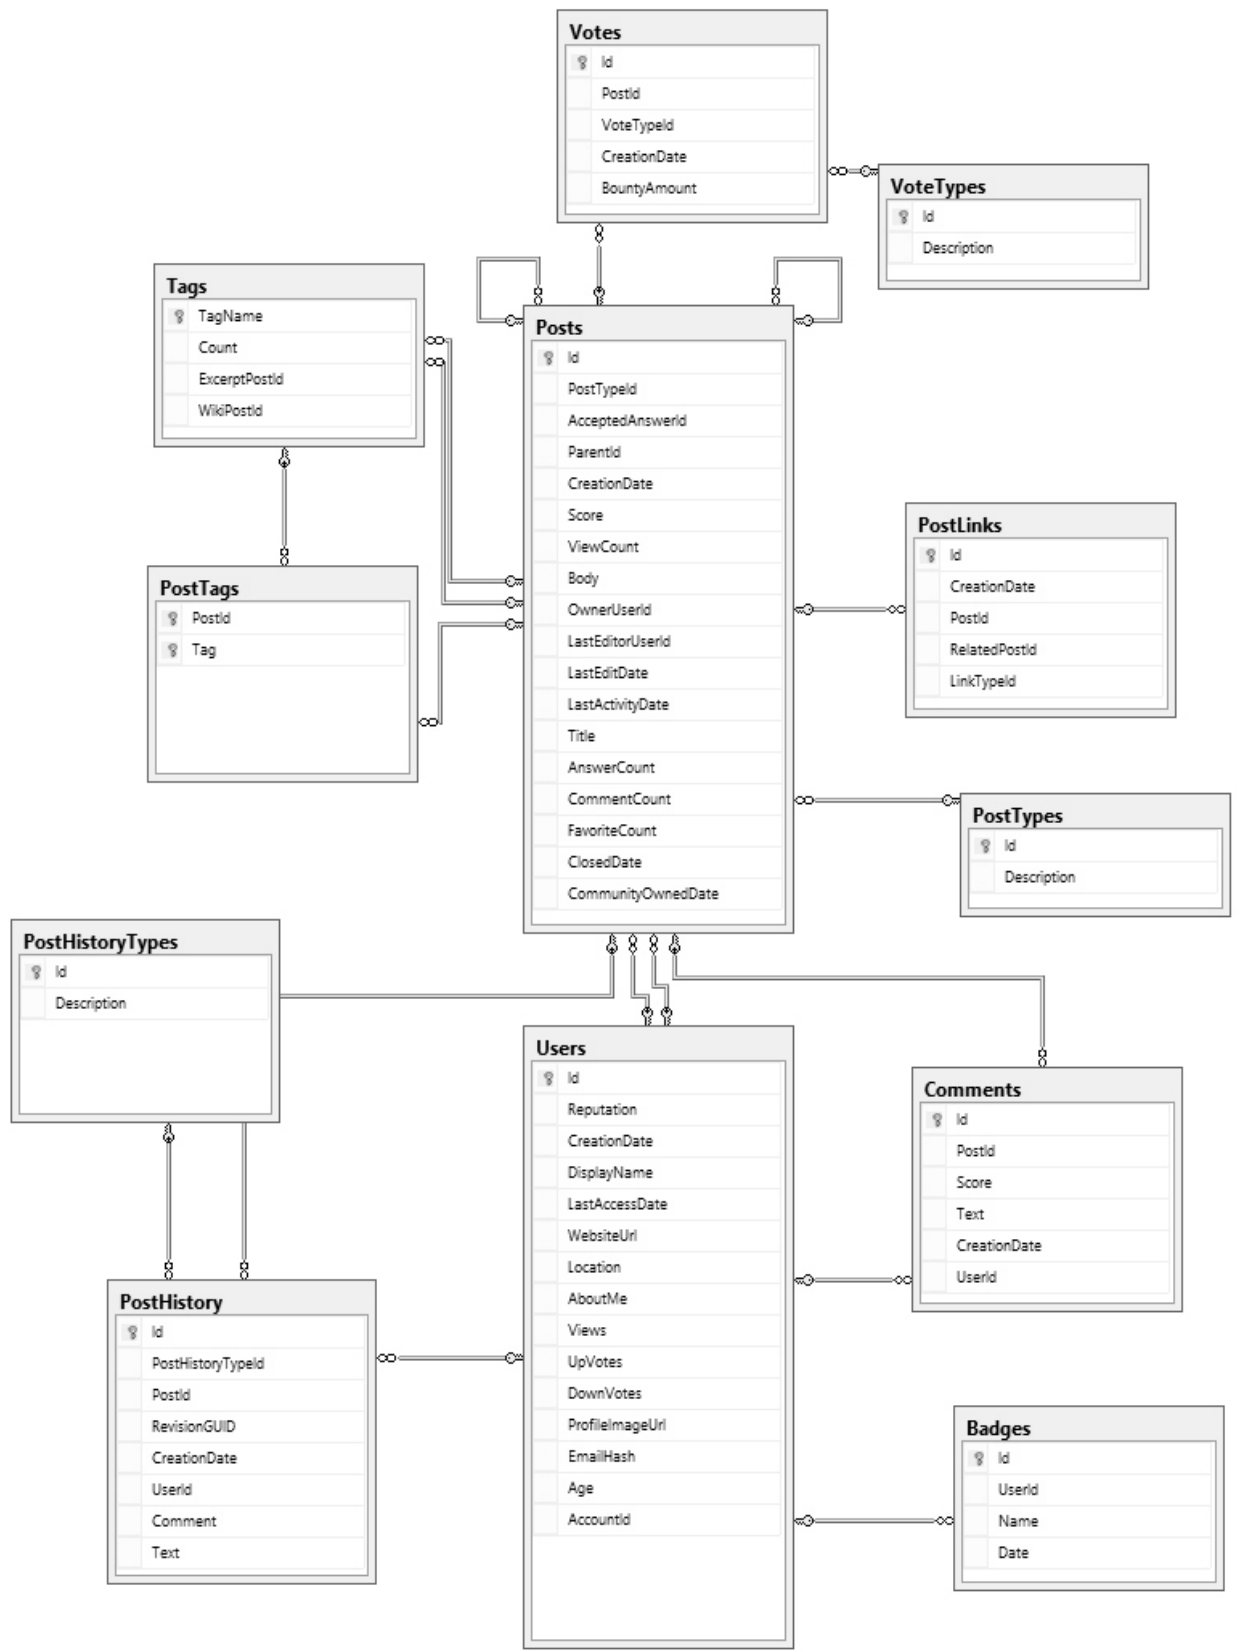 Votes
Id
PostId
VoteTypeId
CreationDate
BountyAmount
VoteTypes
Id
Description
Tags
TagName
Count
ExcerptPostId
WikiPostId
Posts
Id
PostTypeId
AcceptedAnswerId
ParentId
CreationDate
Score
ViewCount
Body
OwnerUserId
LastEditorUserId
LastEditDate
LastActivityDate
Title
AnswerCount
CommentCount
FavoriteCount
ClosedDate
CommunityOwnedDate
PostLinks
Id
CreationDate
PostId
RelatedPostId
LinkTypeId
PostTags
PostId
Tag
PostTypes
Id
Description
PostHistoryTypes
Id
Description
Users
Id
Reputation
CreationDate
DisplayName
LastAccessDate
WebsiteUrl
Location
AboutMe
Views
UpVotes
DownVotes
ProfileImageUrl
EmailHash
Age
AccountId
Comments
Id
PostId
Score
Text
CreationDate
UserId
PostHistory
Id
PostHistoryTypeId
PostId
RevisionGUID
CreationDate
UserId
Comment
Text
Badges
Id
UserId
Name
Date